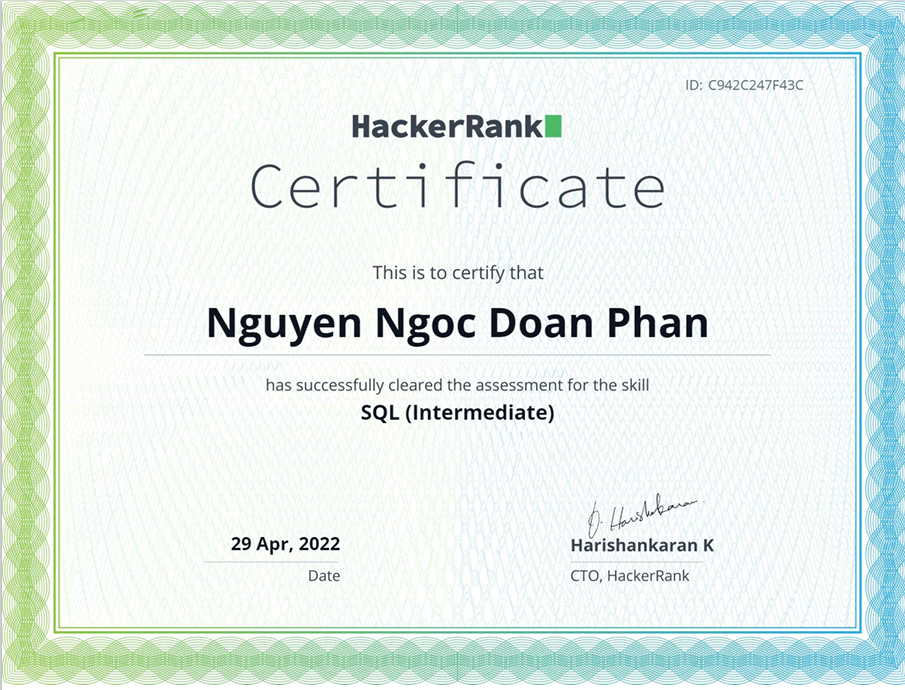 ID: C942C247F43C
HackerRank
Certificate
This is to certify that
Nguyen Ngoc Doan Phan
has successfully cleared the assessment for the skill
SQL (Intermediate)
29 Apr, 2022
Date
Harishankaran K
CTO, HackerRank